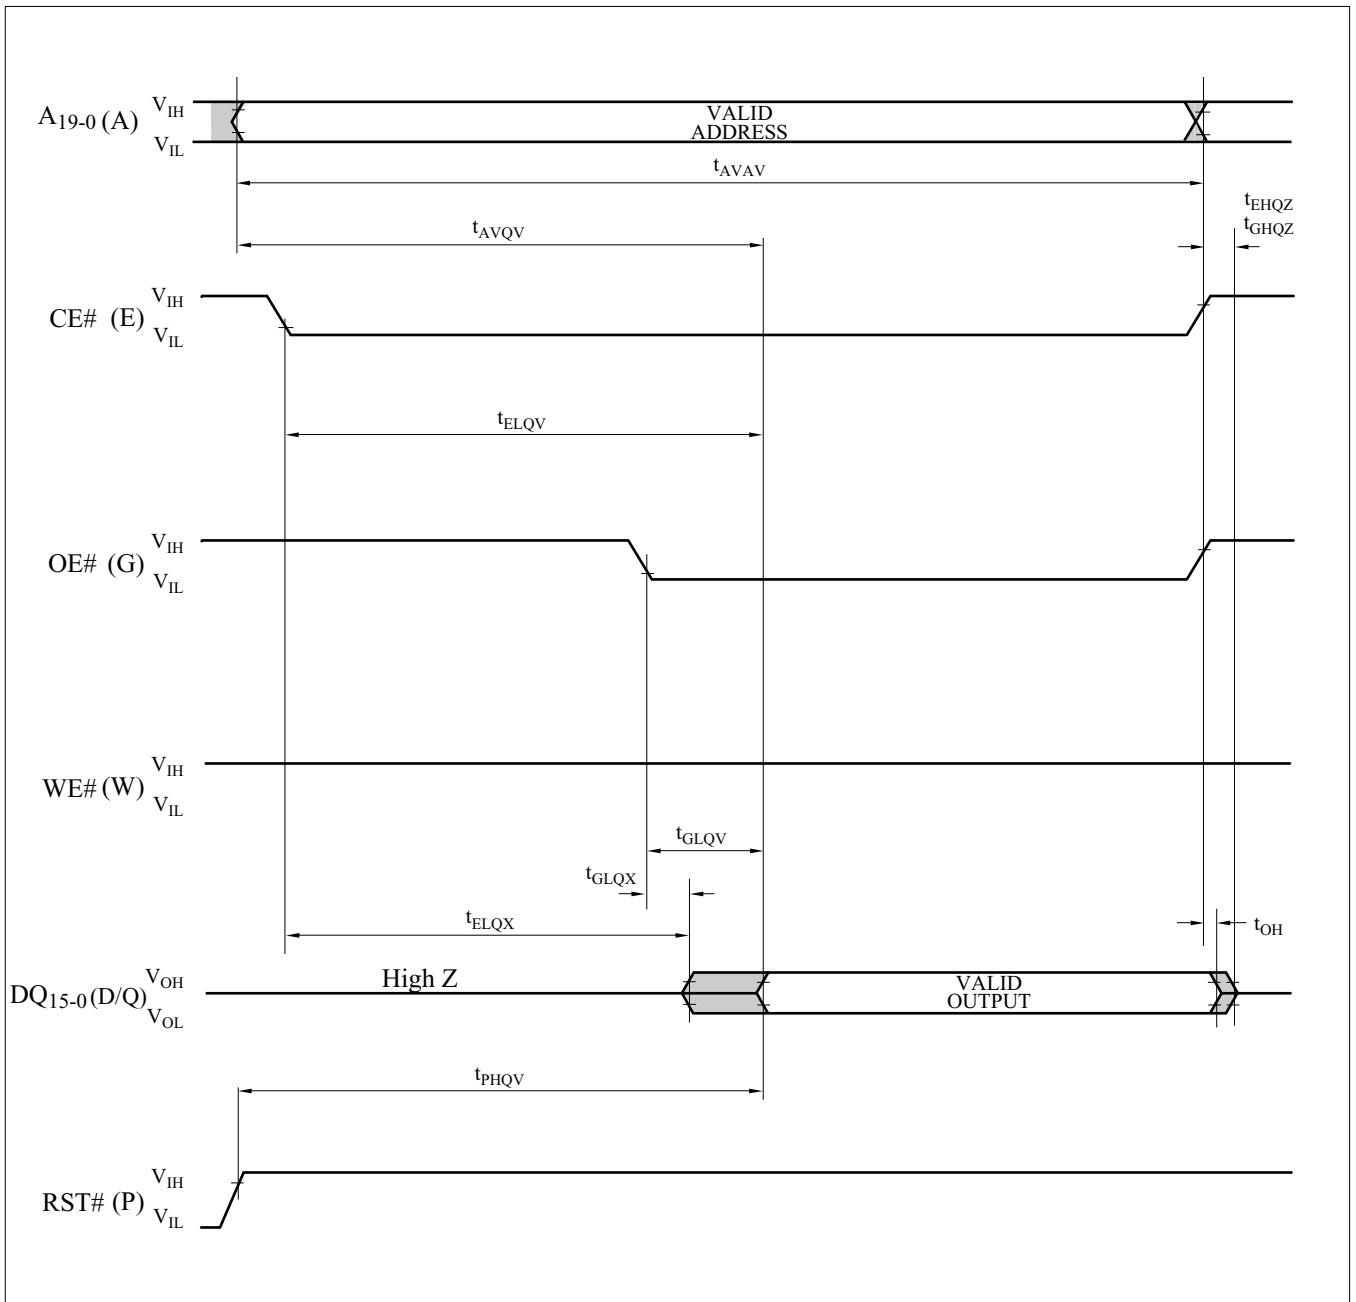 A19-0 (A)
VIH
VIL
VALID
ADDRESS
tAVAV
tEHQZ
tGHQZ
tAVQV
CE# (E)
VIH
VIL
tELQV
OE# (G)
VIH
VIL
WE# (W)
VIH
VIL
tGLQV
tGLQX
tELQX
tOH
DQ15-0 (D/Q)
VOH
VOL
High Z
VALID
OUTPUT
tPHQV
RST# (P)
VIH
VIL